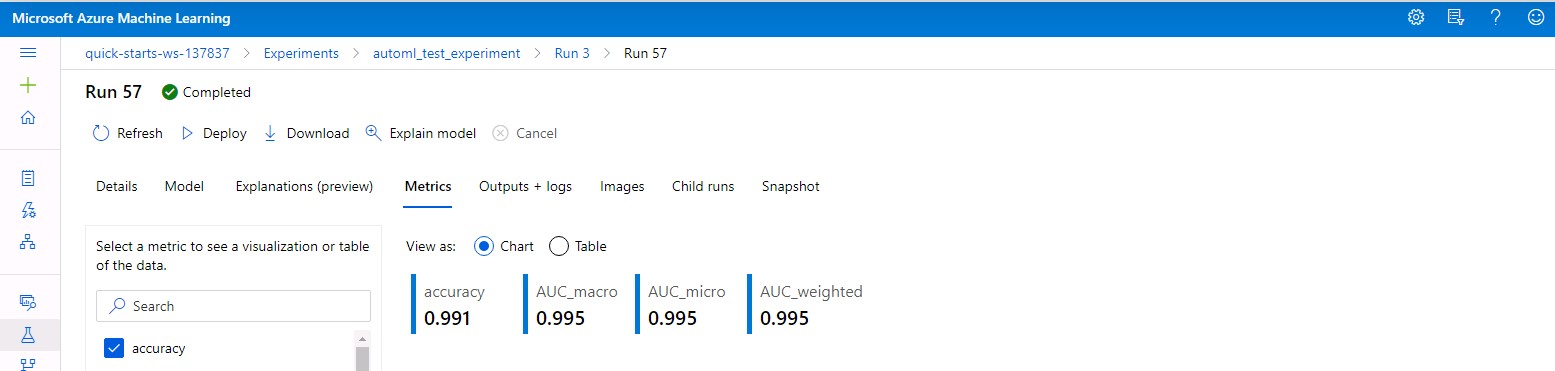 Microsoft Azure Machine Learning
?
quick-starts-ws-137837 > Experiments > automl_test_experiment > Run 3 > Run 57
Run 57 Completed
Refresh Deploy Download Explain model Cancel
Details Model Explanations (preview) Metrics Outputs + logs Images Child runs Snapshot
Select a metric to see a visualization or table
of the data.
Search
accuracy
View as: Chart Table
accuracy AUC_macro AUC_micro AUC_weighted
0.991 0.995 0.995 0.995